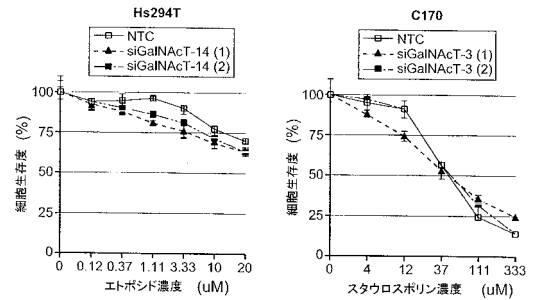 Hs294T
NTC
siGalNAcT-14 (1)
siGalNAcT-14 (2)
細胞生存度 (%)
100
75
50
25
0
0 0.12 0.37 1.11 3.33 10 20
エトポシド濃度 (uM)
C170
NTC
siGalNAcT-3 (1)
siGalNAcT-3 (2)
細胞生存度 (%)
100
75
50
25
0
0 4 12 37 111 333
スタウロスポリン濃度 (uM)